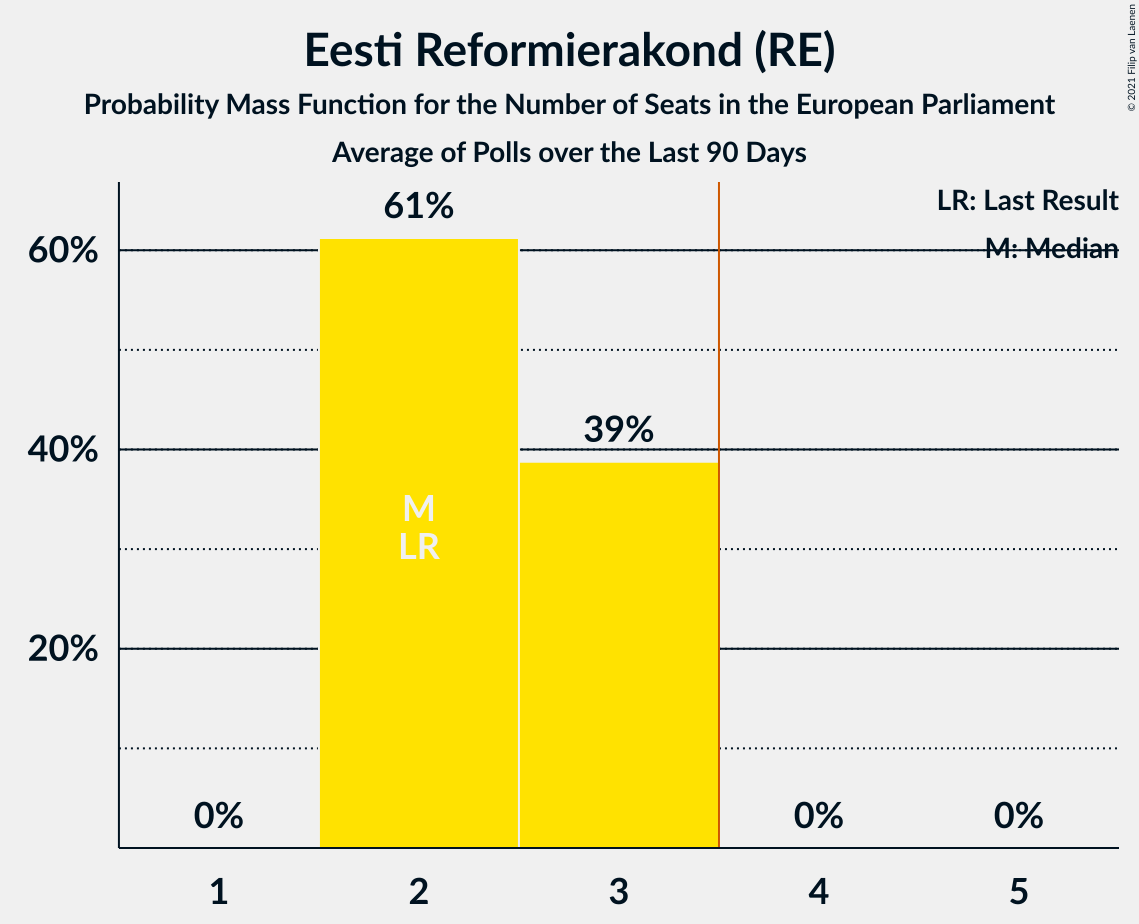 Eesti Reformierakond (RE)
Probability Mass Function for the Number of Seats in the European Parliament
Average of Polls over the Last 90 Days
© 2021 Filip van Laenen
LR: Last Result
M: Median
60%
40%
20%
61%
39%
M
LR
0%
0%
0%
1
2
3
4
5